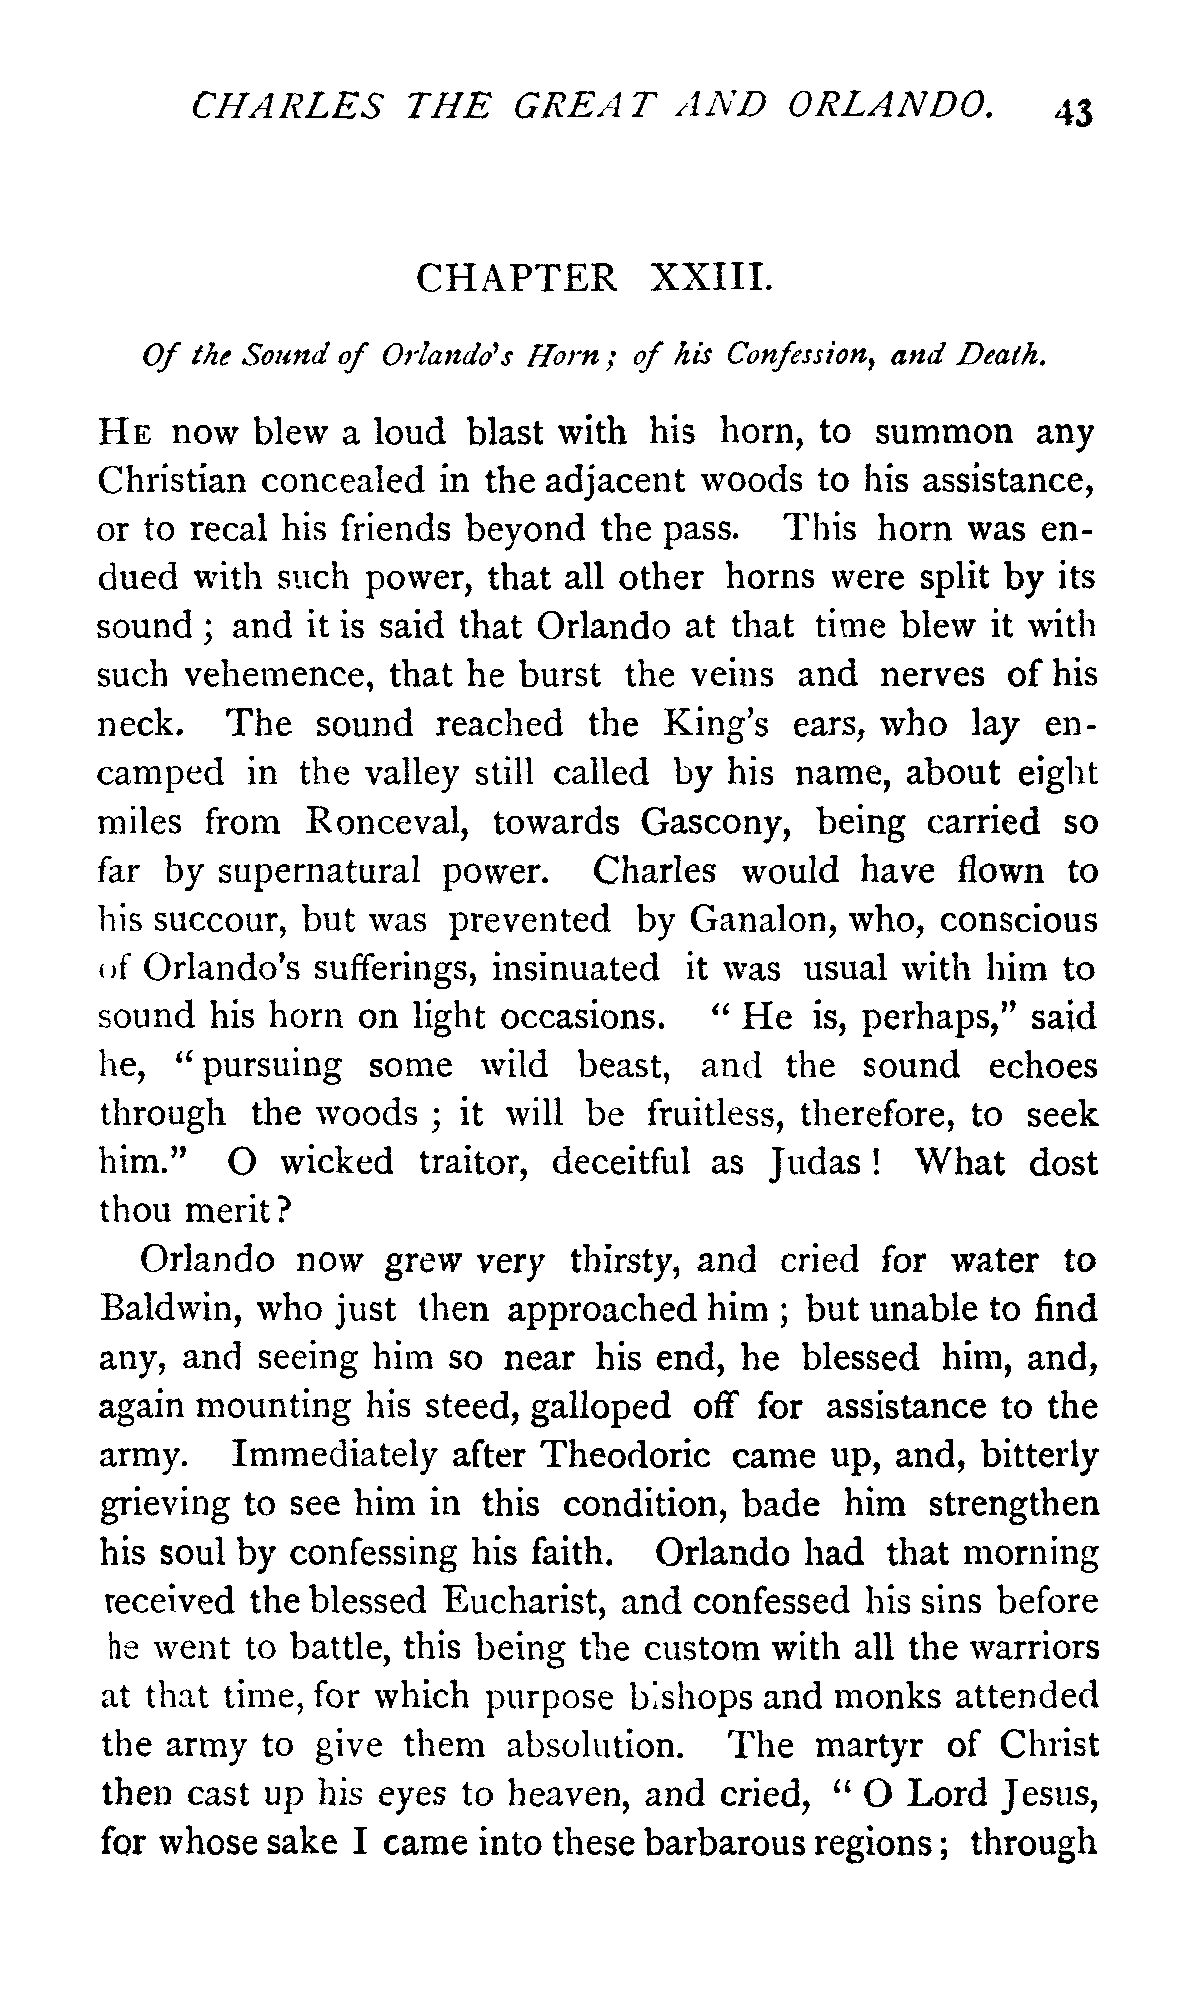 CHARLES THE GREAT AND ORLANDO. 43
CHAPTER XXIII.
Of the Sound of Orlando's Horn; of his Confession, and Death.
HE now blew a loud blast with his horn, to summon any
Christian concealed in the adjacent woods to his assistance,
or to recal his friends beyond the pass. This horn was en-
dued with such power, that all other horns were split by its
sound ; and it is said that Orlando at that time blew it with
such vehemence, that he burst the veins and nerves of his
neck. The sound reached the King's ears, who lay en-
camped in the valley still called by his name, about eight
miles from Ronceval, towards Gascony, being carried so
far by supernatural power. Charles would have flown to
his succour, but was prevented by Ganalon, who, conscious
of Orlando's sufferings, insinuated it was usual with him to
sound his horn on light occasions. " He is, perhaps," said
he, " pursuing some wild beast, and the sound echoes
through the woods ; it will be fruitless, therefore, to seek
him." O wicked traitor, deceitful as Judas ! What dost
thou merit?
Orlando now grew very thirsty, and cried for water to
Baldwin, who just then approached him ; but unable to find
any, and seeing him so near his end, he blessed him, and,
again mounting his steed, galloped off for assistance to the
army. Immediately after Theodoric came up, and, bitterly
grieving to see him in this condition, bade him strengthen
his soul by confessing his faith. Orlando had that morning
received the blessed Eucharist, and confessed his sins before
he went to battle, this being the custom with all the warriors
at that time, for which purpose bishops and monks attended
the army to give them absolution. The martyr of Christ
then cast up his eyes to heaven, and cried, " O Lord Jesus,
for whose sake I came into these barbarous regions; through